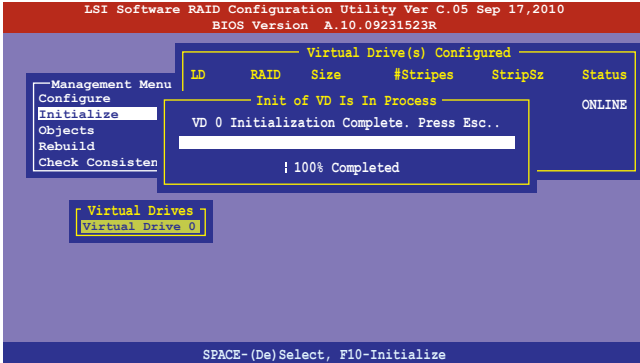 LSI Software RAID Configuration Utility Ver C.05 Sep 17,2010
BIOS Version A.10.09231523R
Virtual Drive(s) Configured
LD RAID Size #Stripes StripSz Status
ONLINE
Management Menu
Configure
Initialize
Objects
Rebuild
Check Consisten
Init of VD Is In Process
VD 0 Initialization Complete. Press Esc..
100% Completed
Virtual Drives
Virtual Drive 0
SPACE-(De)Select, F10-Initialize